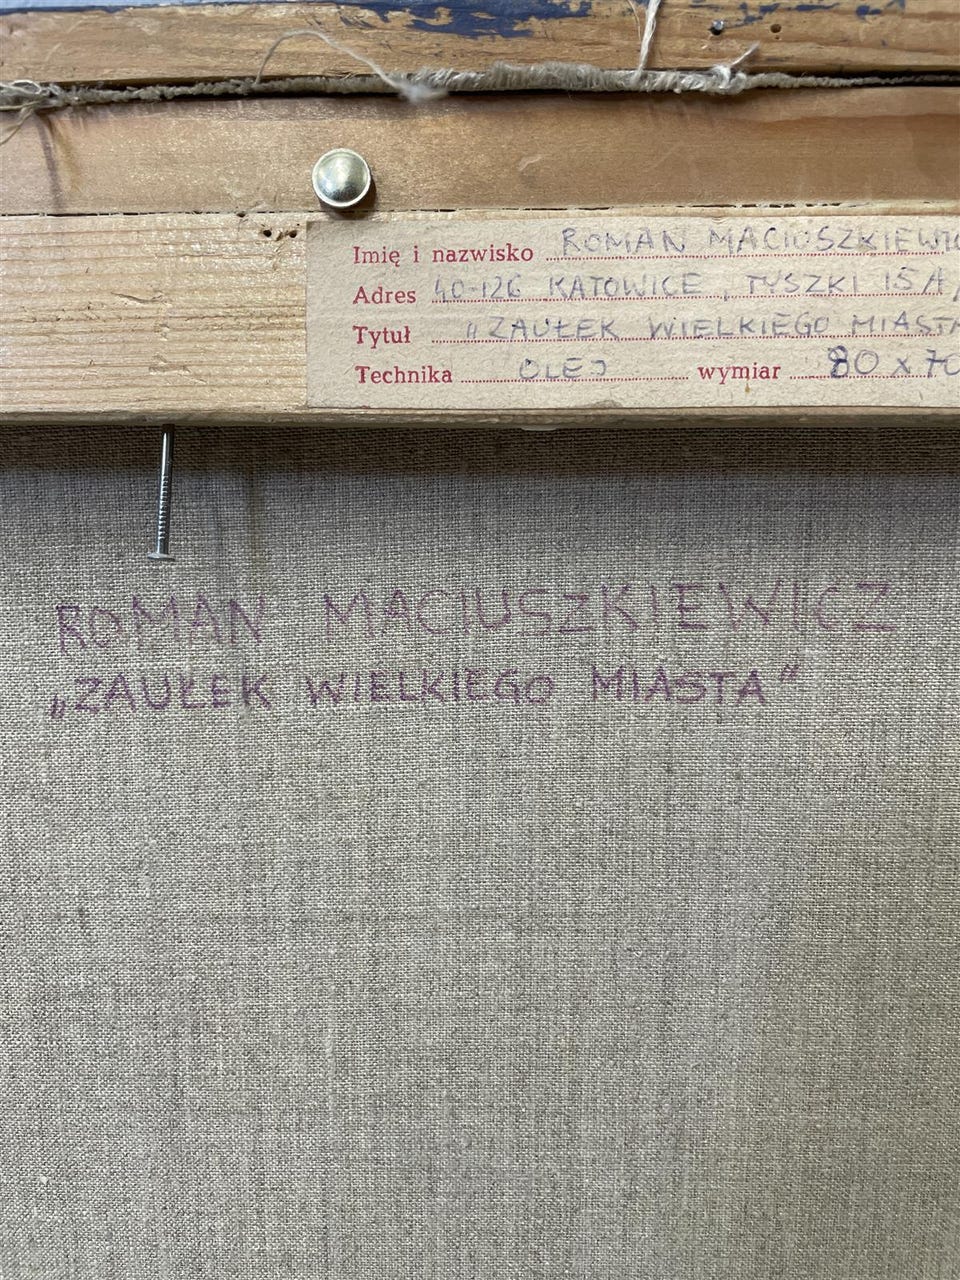 Imię i nazwisko ROMAN MACIUSZKIEWIC
Adres 40-126 KATOWICE, TYSZKI 15A/
Tytuł „ZAUŁEK WIELKIEGO MIASTA
Technika OLEJ wymiar 80 x 70
ROMAN MACIUSZKIEWICZ
„ZAUŁEK WIELKIEGO MIASTA"